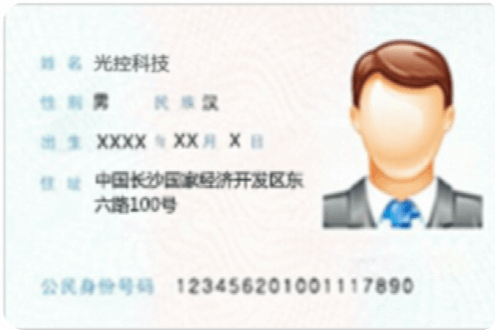 姓名 光控科技
性别 男 民族 汉
出生 XXXX 年 XX 月 X 日
住址 中国长沙国家经济开发区东
六路100号
公民身份号码 1234562010011117890